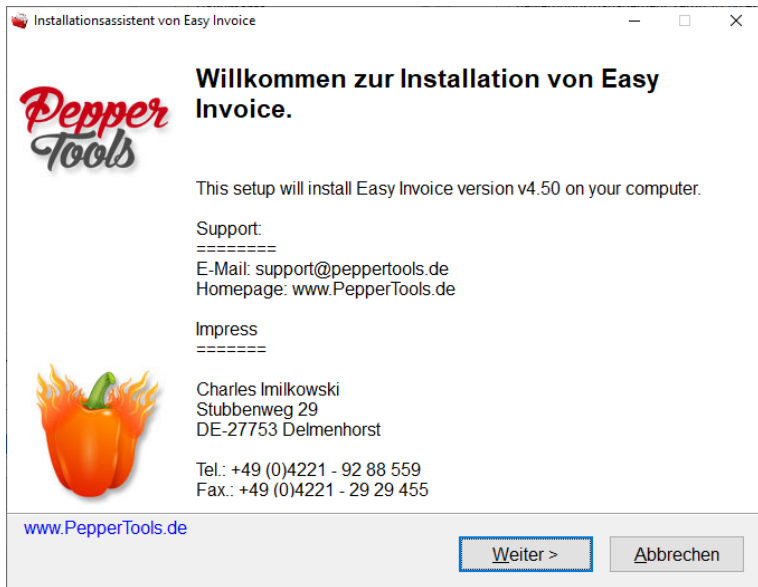 Installationsassistent von Easy Invoice
Pepper
Tools
Willkommen zur Installation von Easy
Invoice.
This setup will install Easy Invoice version v4.50 on your computer.
Support:
========
E-Mail: support@peppertools.de
Homepage: www.PepperTools.de
Impress
=======
Charles Imilkowski
Stubbenweg 29
DE-27753 Delmenhorst
Tel.: +49 (0)4221 - 92 88 559
Fax.: +49 (0)4221 - 29 29 455
www.PepperTools.de
Weiter >
Abbrechen